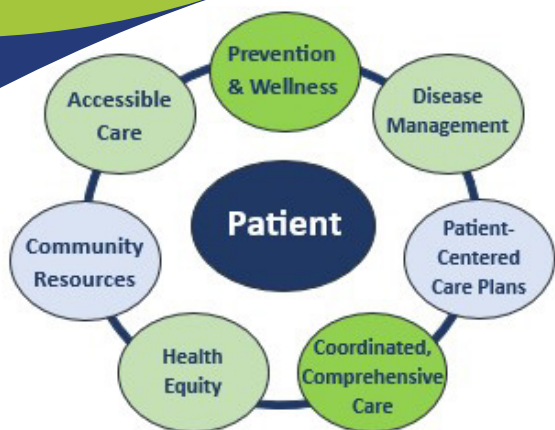 Prevention
& Wellness
Disease
Management
Patient-
Centered
Care Plans
Coordinated,
Comprehensive
Care
Health
Equity
Community
Resources
Accessible
Care
Patient